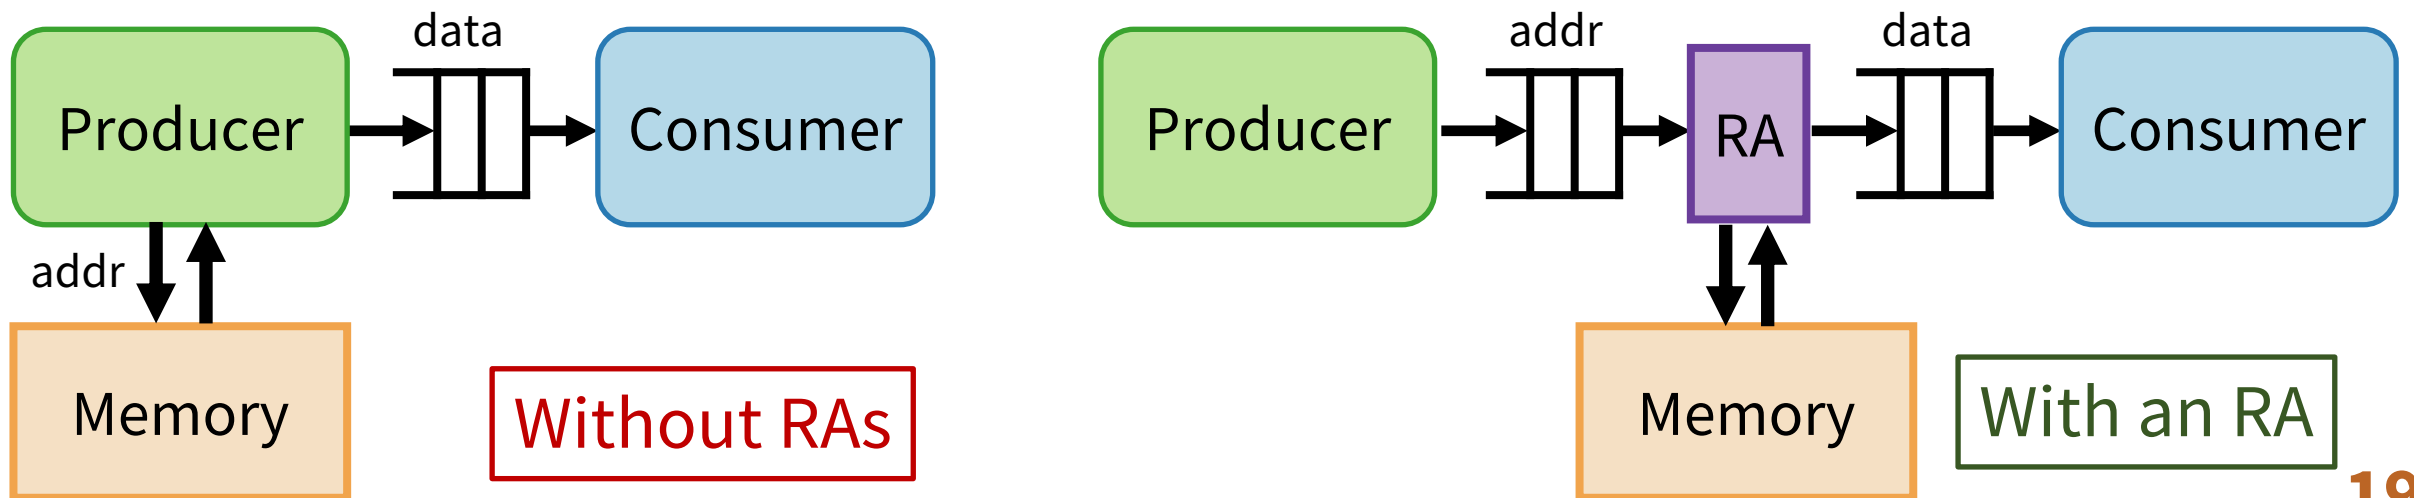 data
Producer
Consumer
addr
Memory
Without RAs
addr
data
Producer
RA
Consumer
Memory
With an RA